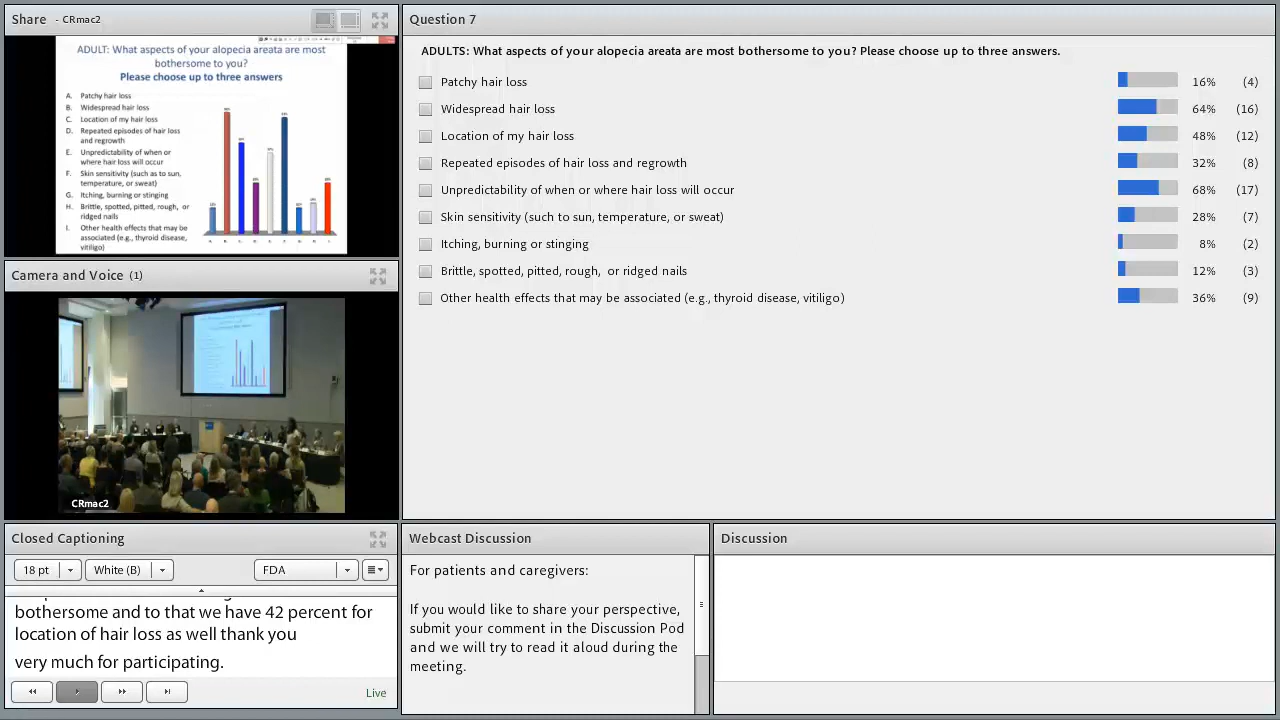 Share - CRmac2
ADULT: What aspects of your alopecia areata are most
bothersome to you?
Please choose up to three answers
A. Patchy hair loss
B. Widespread hair loss
C. Location of my hair loss
D. Repeated episodes of hair loss
and regrowth
E. Unpredictability of when or
where hair loss will occur
F. Skin sensitivity (such as to sun,
temperature, or sweat)
G. Itching, burning or stinging
H. Brittle, spotted, pitted, rough, or
ridged nails
I. Other health effects that may be
associated (e.g., thyroid disease,
vitiligo)
Camera and Voice (1)
CRmac2
Closed Captioning
18 pt
White (B)
FDA
bothersome and to that we have 42 percent for
location of hair loss as well thank you
very much for participating.
Live
Question 7
ADULTS: What aspects of your alopecia areata are most bothersome to you? Please choose up to three answers.
Patchy hair loss 16% (4)
Widespread hair loss 64% (16)
Location of my hair loss 48% (12)
Repeated episodes of hair loss and regrowth 32% (8)
Unpredictability of when or where hair loss will occur 68% (17)
Skin sensitivity (such to sun, temperature, or sweat) 28% (7)
Itching, burning or stinging 8% (2)
Brittle, spotted, pitted, rough,  or ridged nails 12% (3)
Other health effects that may be associated (e.g., thyroid disease, vitiligo) 36% (9)
Webcast Discussion
For patients and caregivers:
If you would like to share your perspective,
submit your comment in the Discussion Pod
and we will try to read it aloud during the
meeting.
Discussion